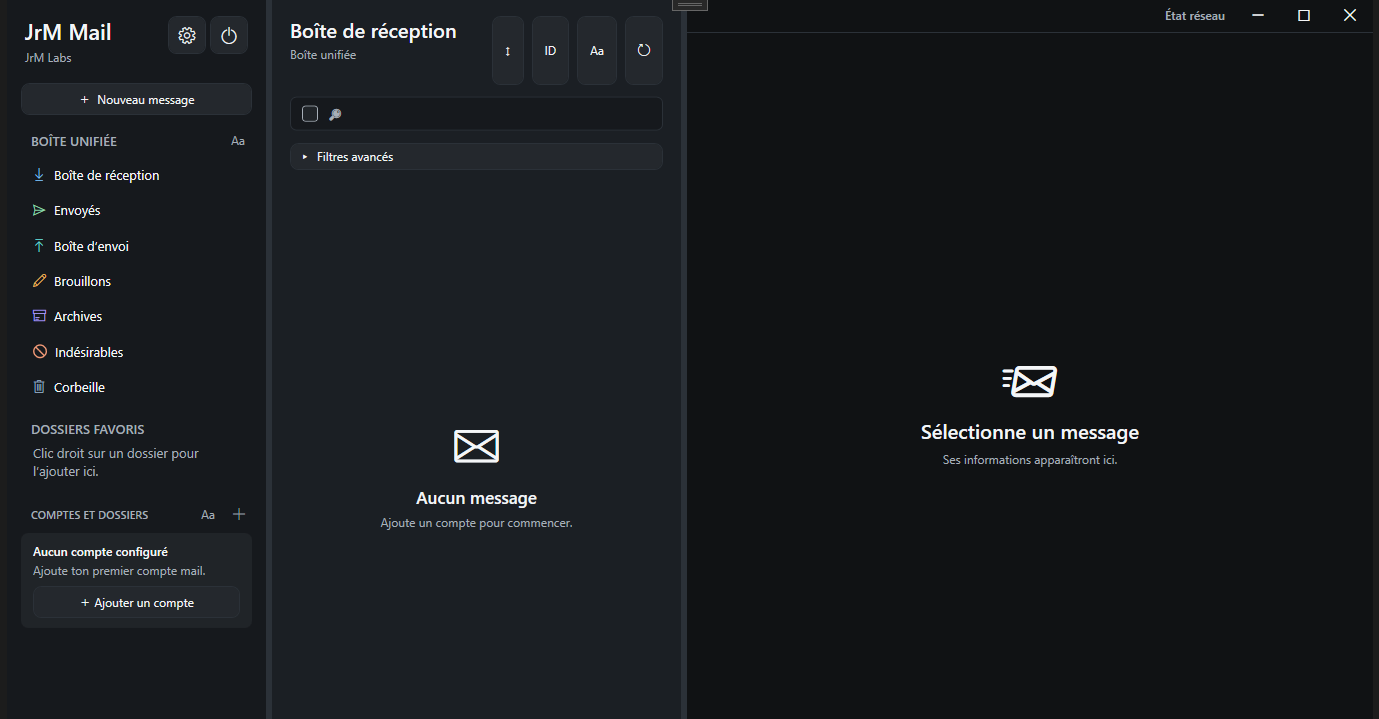 JrM Mail
JrM Labs
+ Nouveau message
BOÎTE UNIFIÉE Aa
Boîte de réception
Envoyés
Boîte d'envoi
Brouillons
Archives
Indésirables
Corbeille
DOSSIERS FAVORIS
Clic droit sur un dossier pour
l'ajouter ici.
COMPTES ET DOSSIERS Aa +
Aucun compte configuré
Ajoute ton premier compte mail.
+ Ajouter un compte
Boîte de réception
Boîte unifiée
ID
Aa
Filtres avancés
Aucun message
Ajoute un compte pour commencer.
État réseau
Sélectionne un message
Ses informations apparaîtront ici.